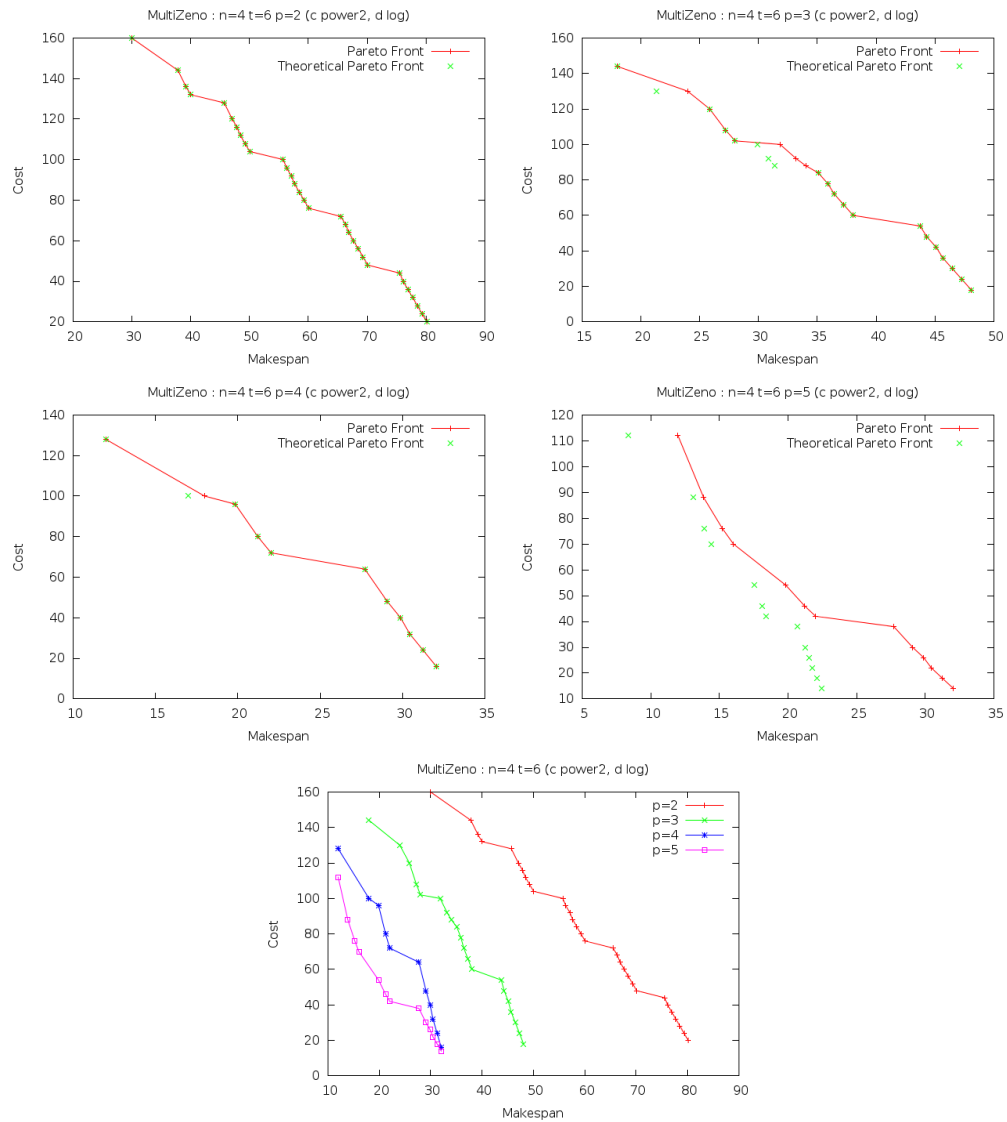 MultiZeno : n=4 t=6 p=2 (c power2, d log)
Pareto Front
Theoretical Pareto Front
160
140
120
100
80
60
40
20
Cost
20 30 40 50 60 70 80 90
Makespan
MultiZeno : n=4 t=6 p=3 (c power2, d log)
Pareto Front
Theoretical Pareto Front
160
140
120
100
80
60
40
20
0
Cost
15 20 25 30 35 40 45 50
Makespan
MultiZeno : n=4 t=6 p=4 (c power2, d log)
Pareto Front
Theoretical Pareto Front
140
120
100
80
60
40
20
0
Cost
10 15 20 25 30 35
Makespan
MultiZeno : n=4 t=6 p=5 (c power2, d log)
Pareto Front
Theoretical Pareto Front
120
110
100
90
80
70
60
50
40
30
20
10
Cost
5 10 15 20 25 30 35
Makespan
MultiZeno : n=4 t=6 (c power2, d log)
p=2
p=3
p=4
p=5
160
140
120
100
80
60
40
20
0
Cost
20 30 40 50 60 70 80 90
Makespan